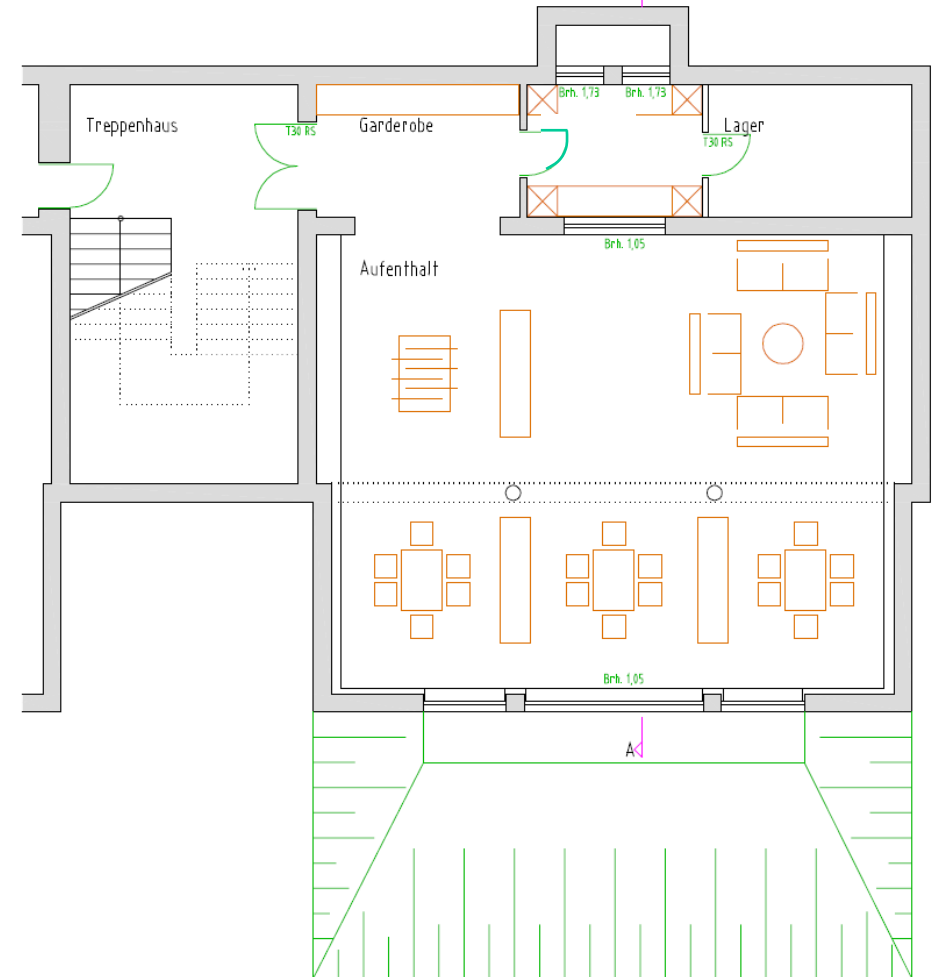 Brh. 1,73
Brh. 1,73
Treppenhaus
T30 RS
Garderobe
Lager
T30 RS
Brh. 1,05
Aufenthalt
Brh. 1,05
A